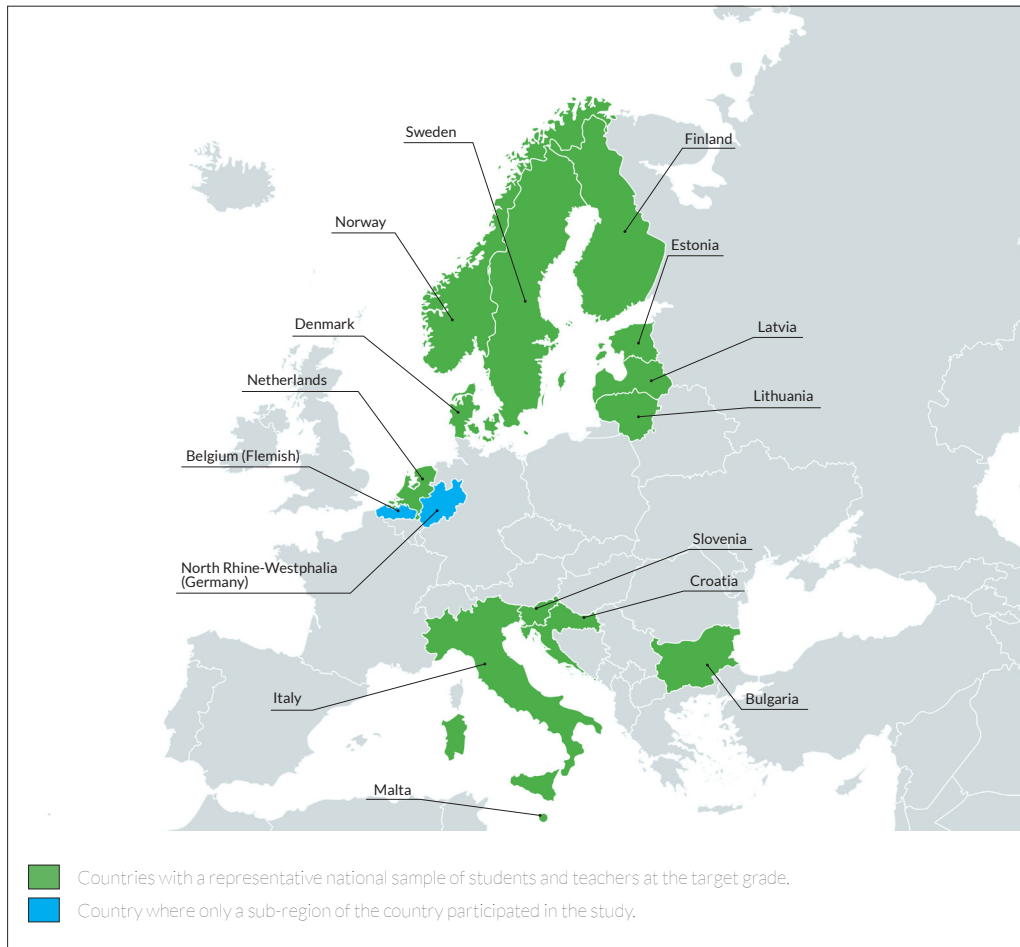 Sweden
Finland
Norway
Estonia
Denmark
Latvia
Netherlands
Lithuania
Belgium (Flemish)
Slovenia
North Rhine-Westphalia
(Germany)
Croatia
Italy
Bulgaria
Malta
Countries with a representative national sample of students and teachers at the target grade.
Country where only a sub-region of the country participated in the study.